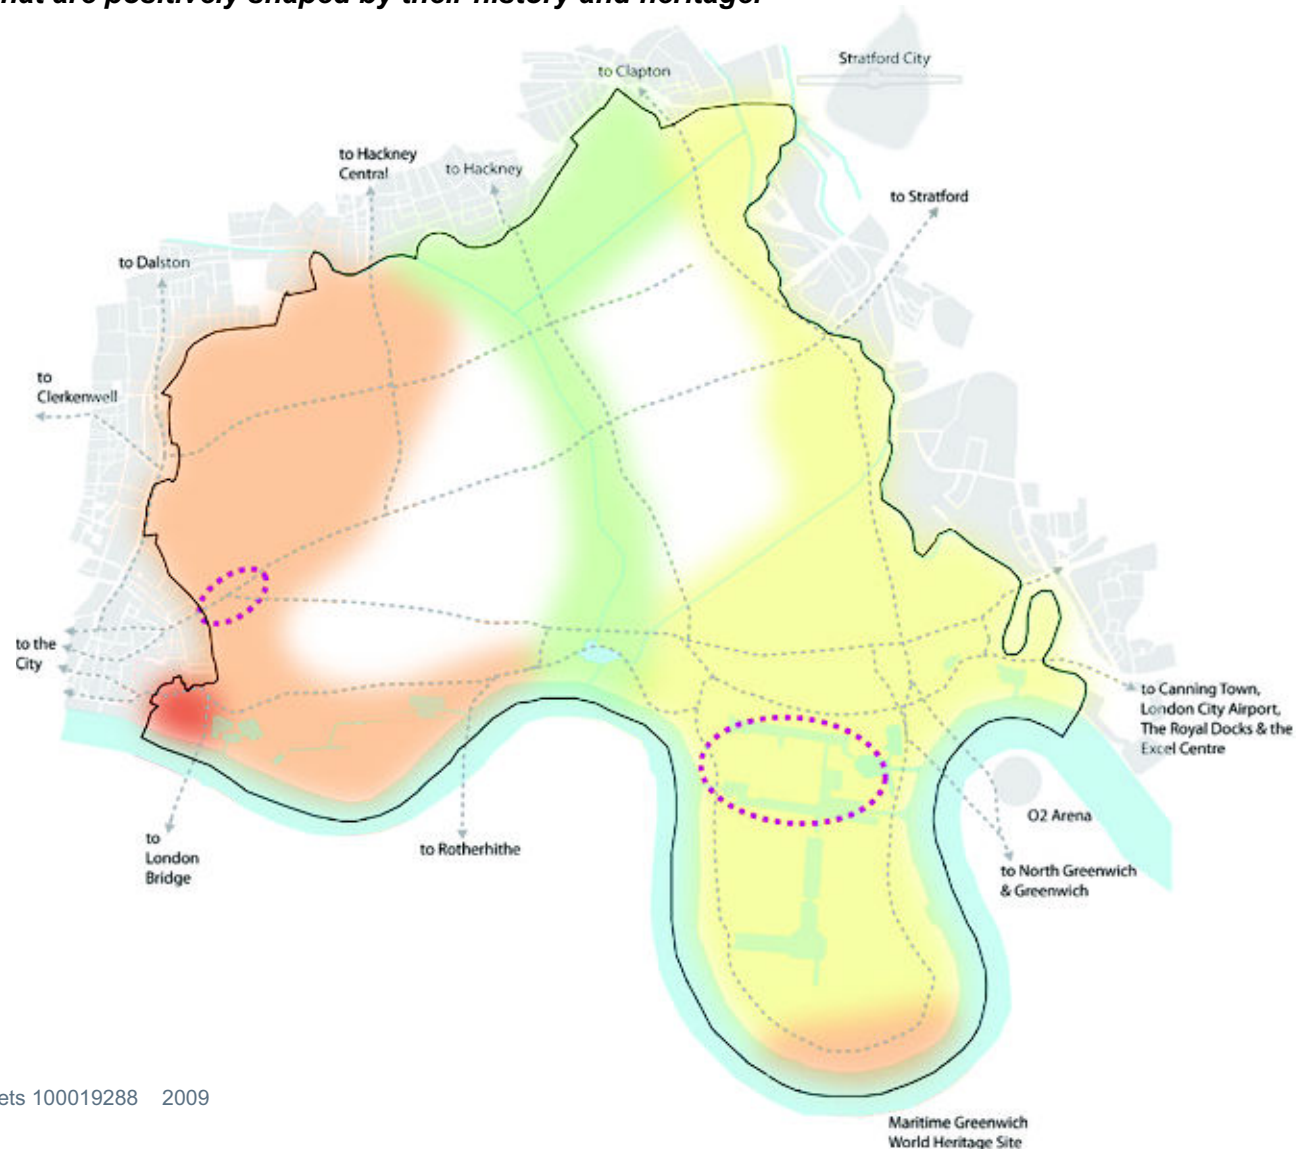 that are positively shaped by their history and heritage.
to Clapton
Stratford City
to Hackney
Central
to Hackney
to Stratford
to Dalston
to
Clerkenwell
to the
City
to Canning Town,
London City Airport,
The Royal Docks & the
Excel Centre
O2 Arena
to
London
Bridge
to Rotherhithe
to North Greenwich
& Greenwich
ets 100019288 2009
Maritime Greenwich
World Heritage Site